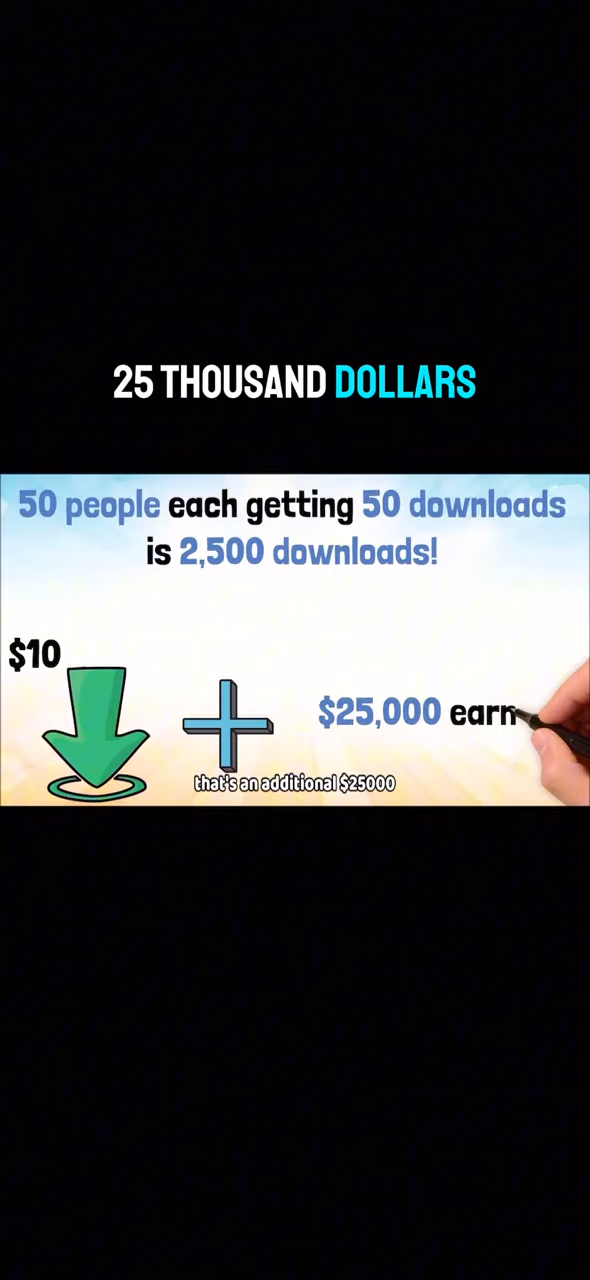 25 THOUSAND DOLLARS
50 people each getting 50 downloads
is 2,500 downloads!
$10
$25,000 earn
that's an additional $25000